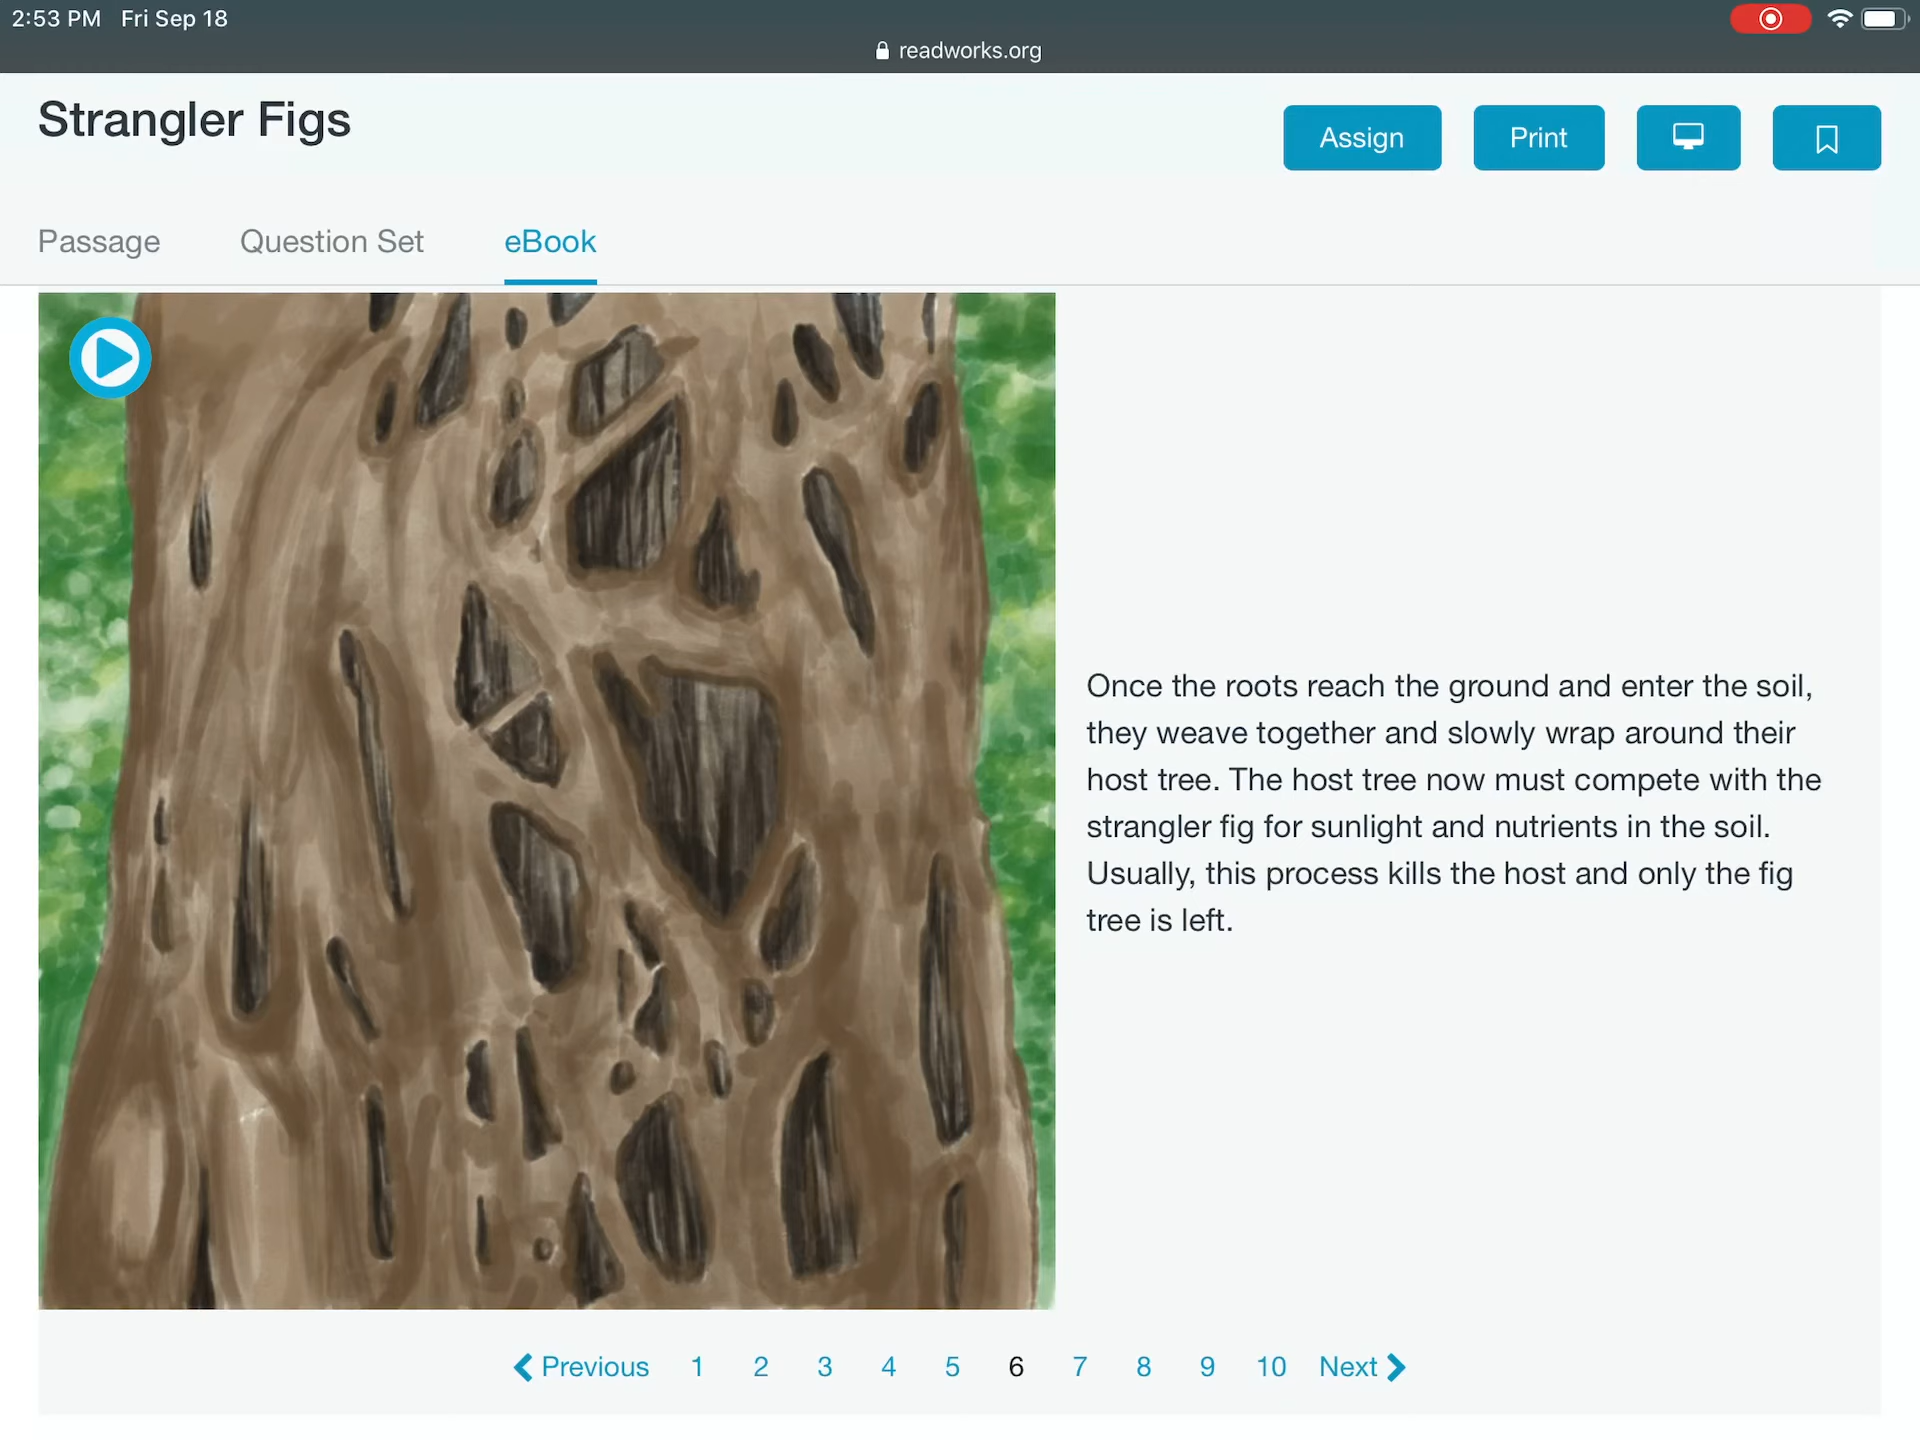 2:53 PM Fri Sep 18
readworks.org
Strangler Figs
Assign
Print
Passage
Question Set
eBook
Once the roots reach the ground and enter the soil,
they weave together and slowly wrap around their
host tree. The host tree now must compete with the
strangler fig for sunlight and nutrients in the soil.
Usually, this process kills the host and only the fig
tree is left.
Previous 1 2 3 4 5 6 7 8 9 10 Next